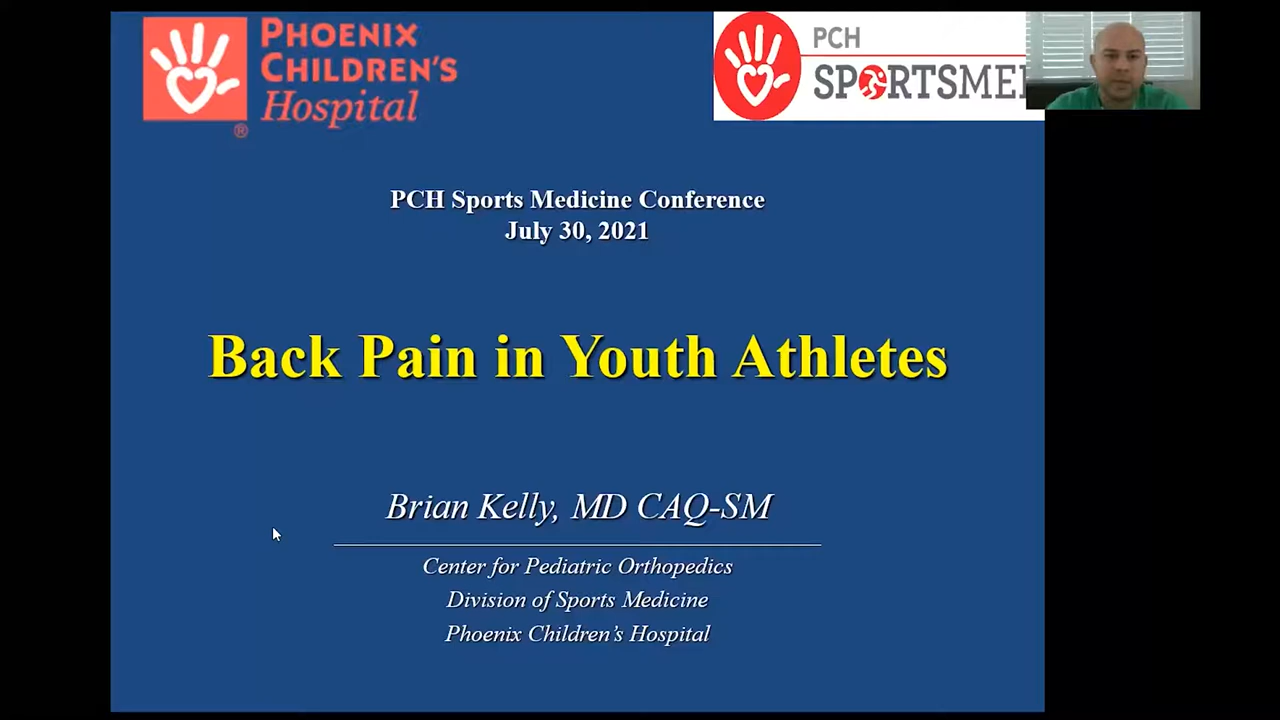 PHOENIX
CHILDREN'S
Hospital
®
PCH
SPORTSMED
PCH Sports Medicine Conference
July 30, 2021
Back Pain in Youth Athletes
Brian Kelly, MD CAQ-SM
Center for Pediatric Orthopedics
Division of Sports Medicine
Phoenix Children’s Hospital